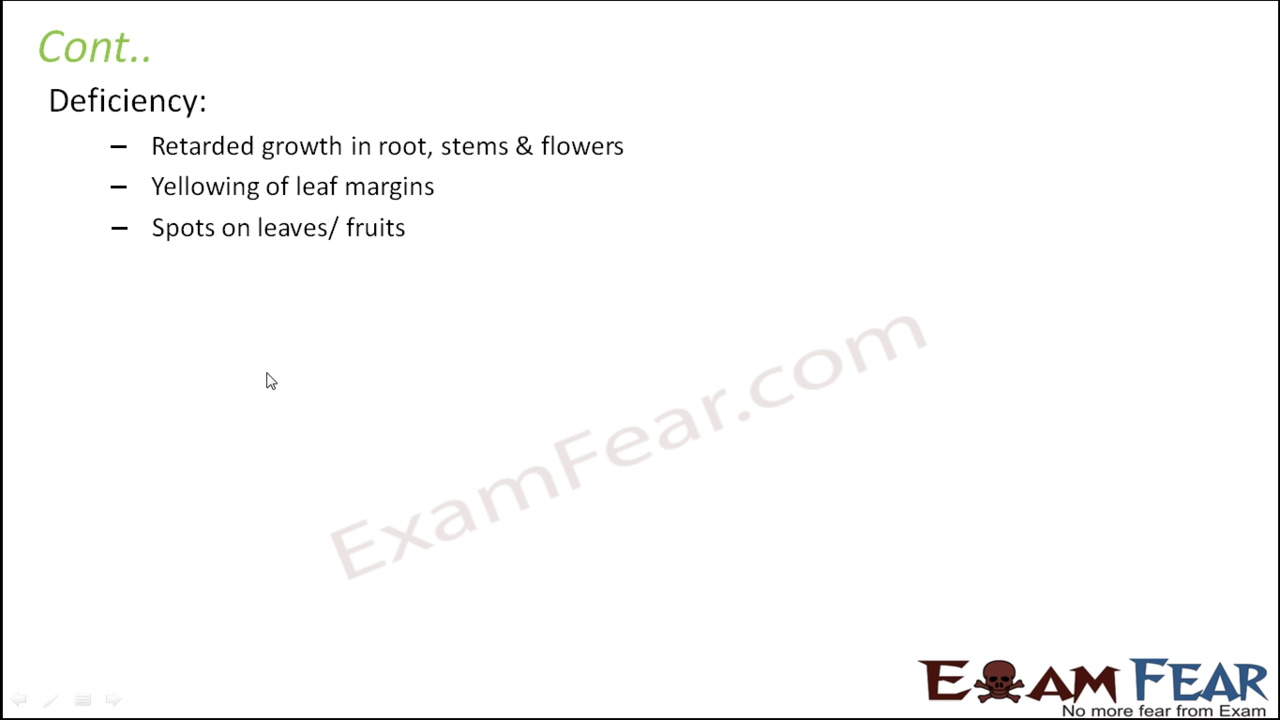 Cont..
Deficiency:
– Retarded growth in root, stems & flowers
– Yellowing of leaf margins
– Spots on leaves/ fruits
ExamFear.com
EXAM FEAR
No more fear from Exam